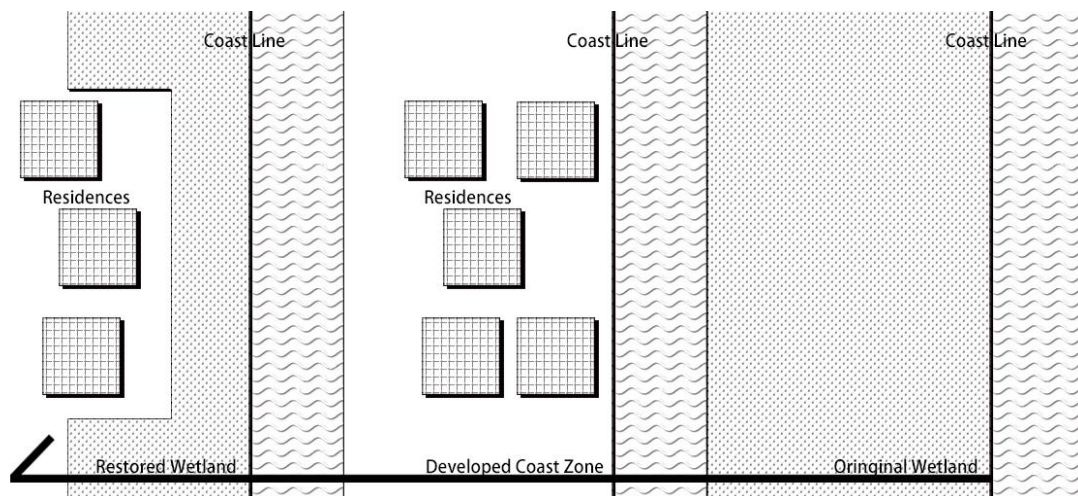 Coast Line
Coast Line
Coast Line
Residences
Residences
Restored Wetland
Developed Coast Zone
Oringinal Wetland